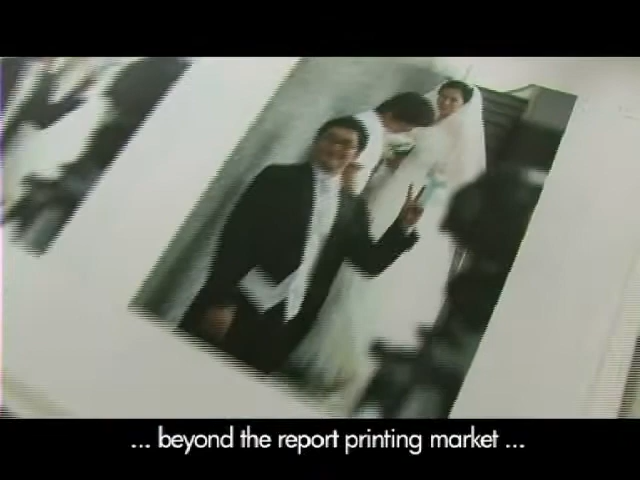 ... beyond the report printing market ...